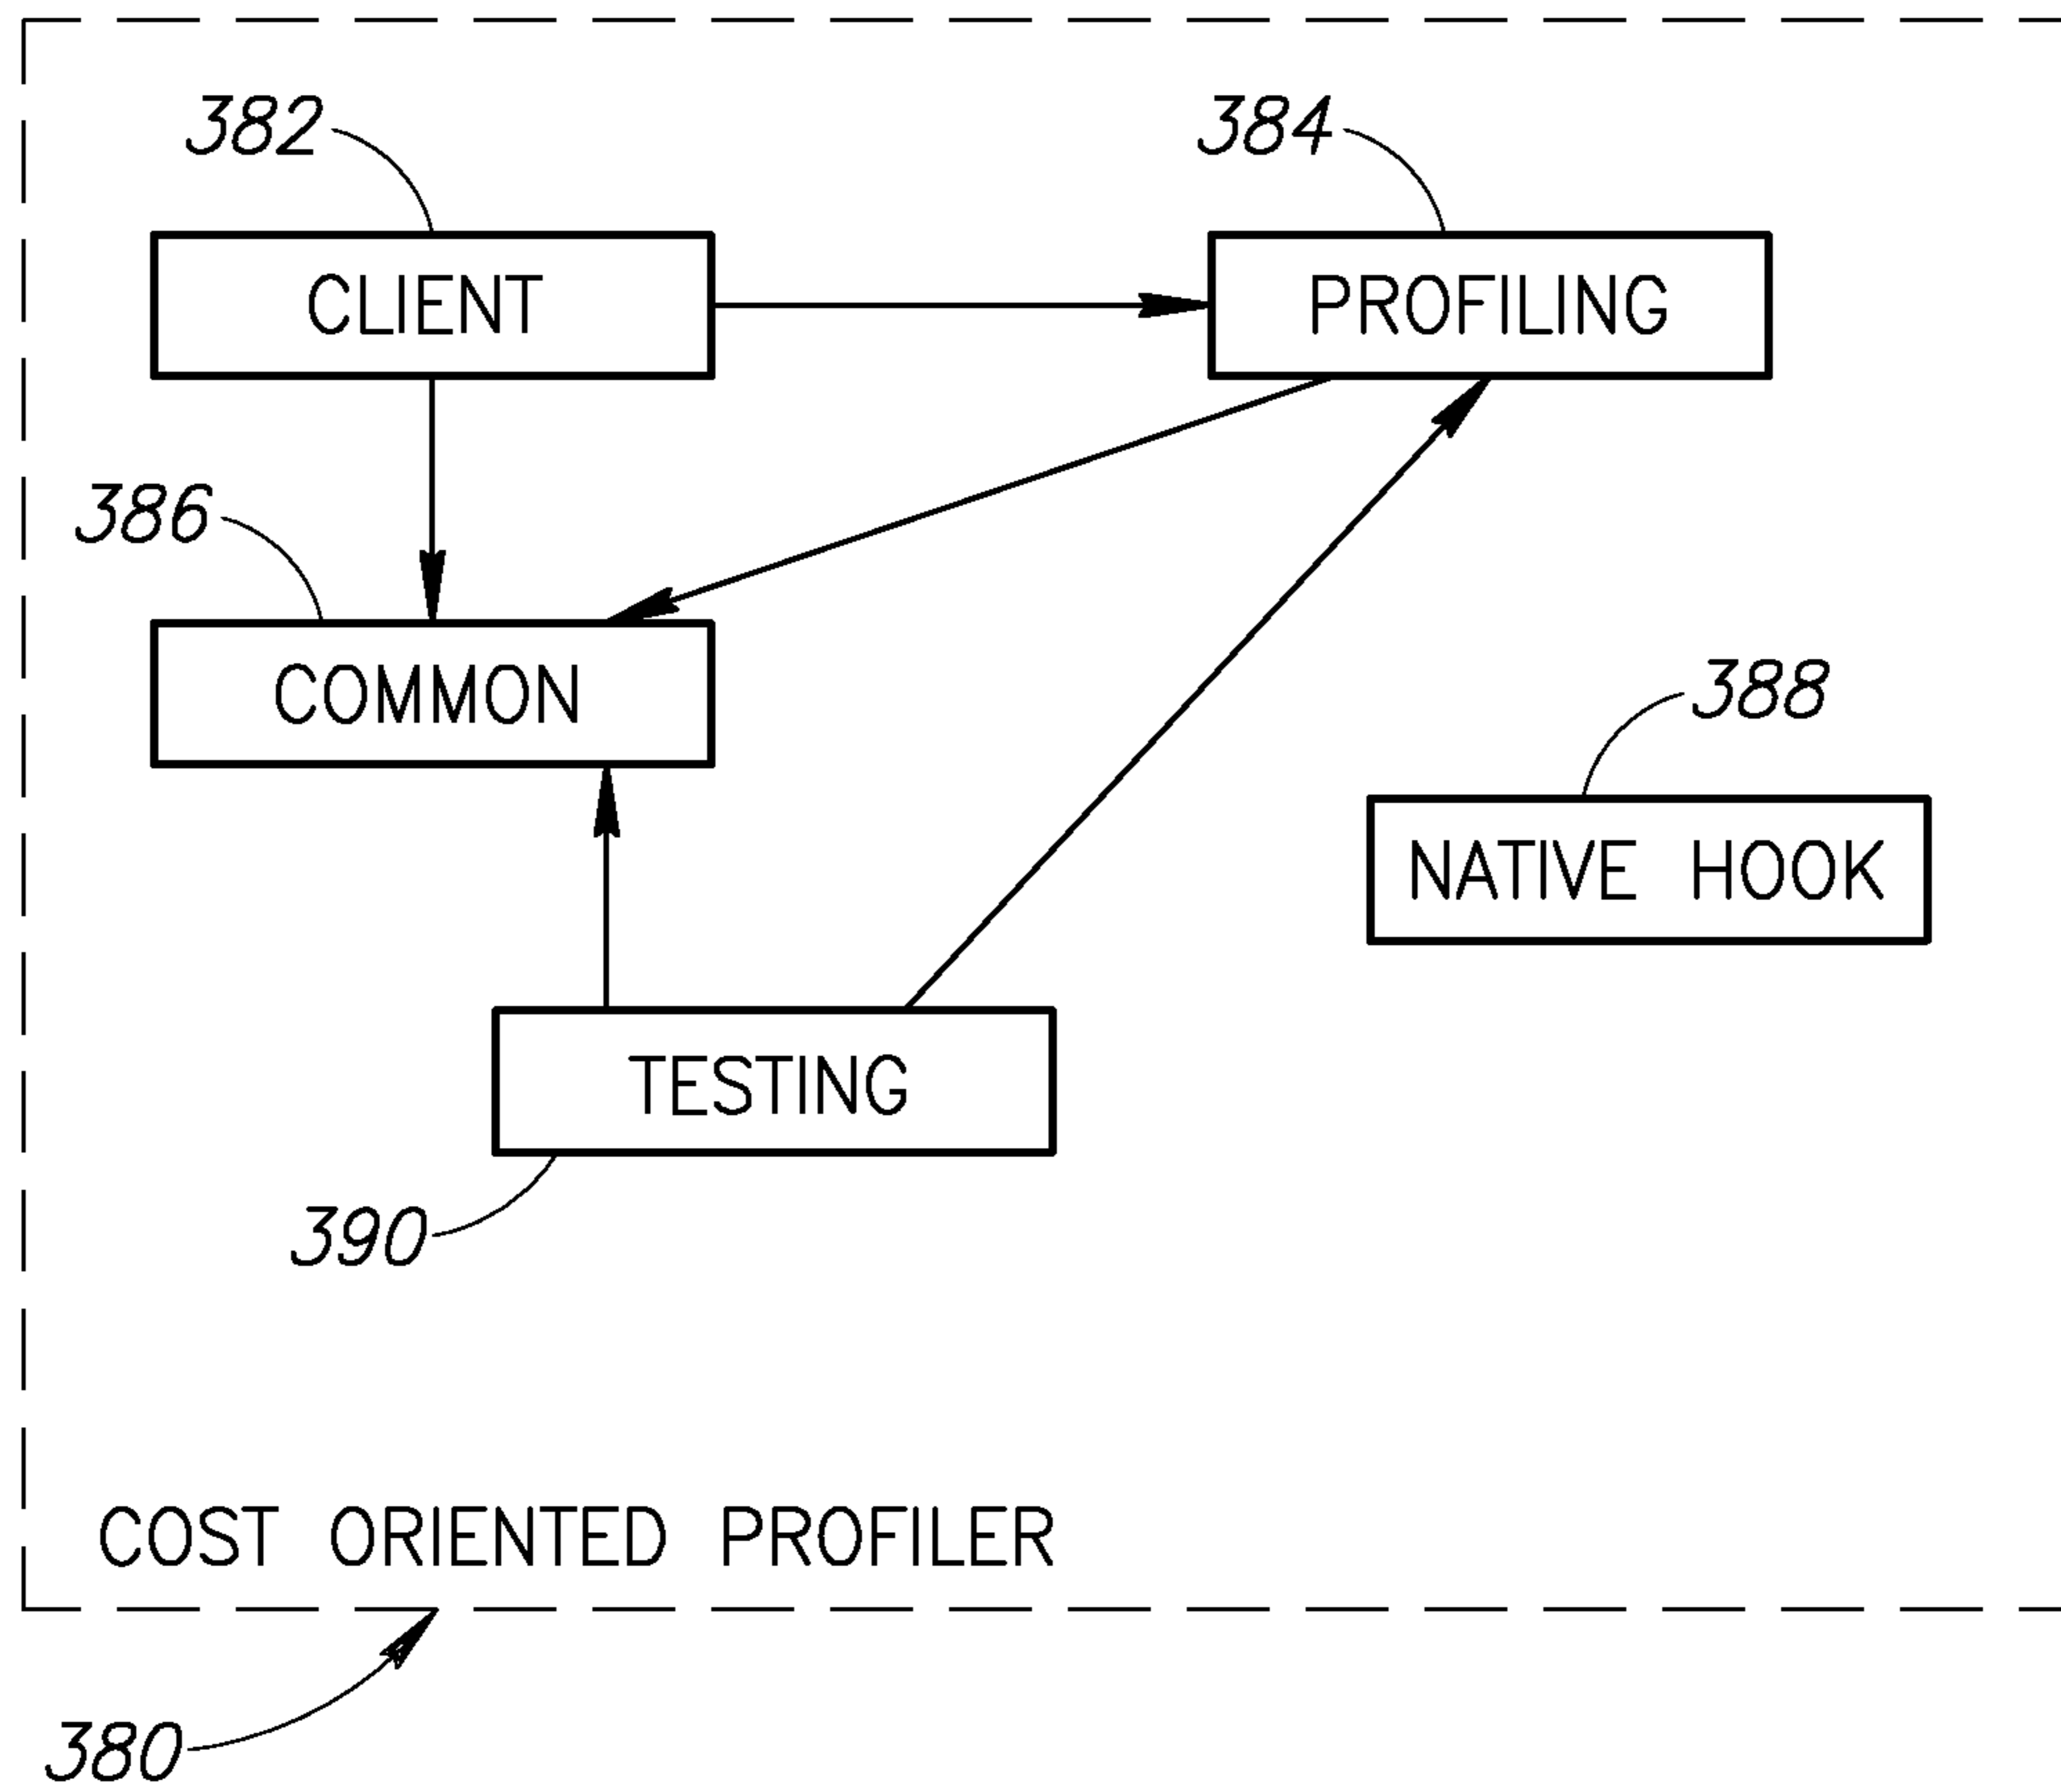 382
384
CLIENT
PROFILING
386
COMMON
388
NATIVE HOOK
TESTING
390
COST ORIENTED PROFILER
380